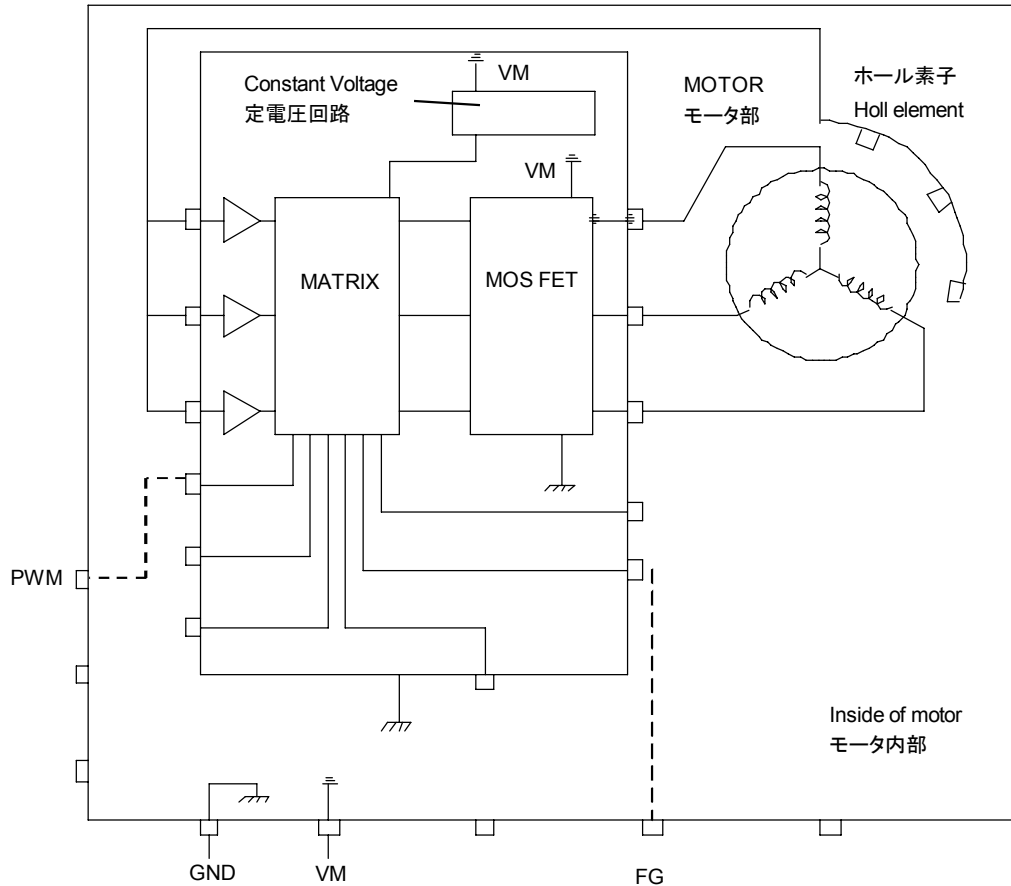 Constant Voltage
定電圧回路
VM
MOTOR
モータ部
ホール素子
Holl element
VM
MATRIX
MOS FET
PWM
Inside of motor
モータ内部
GND
VM
FG